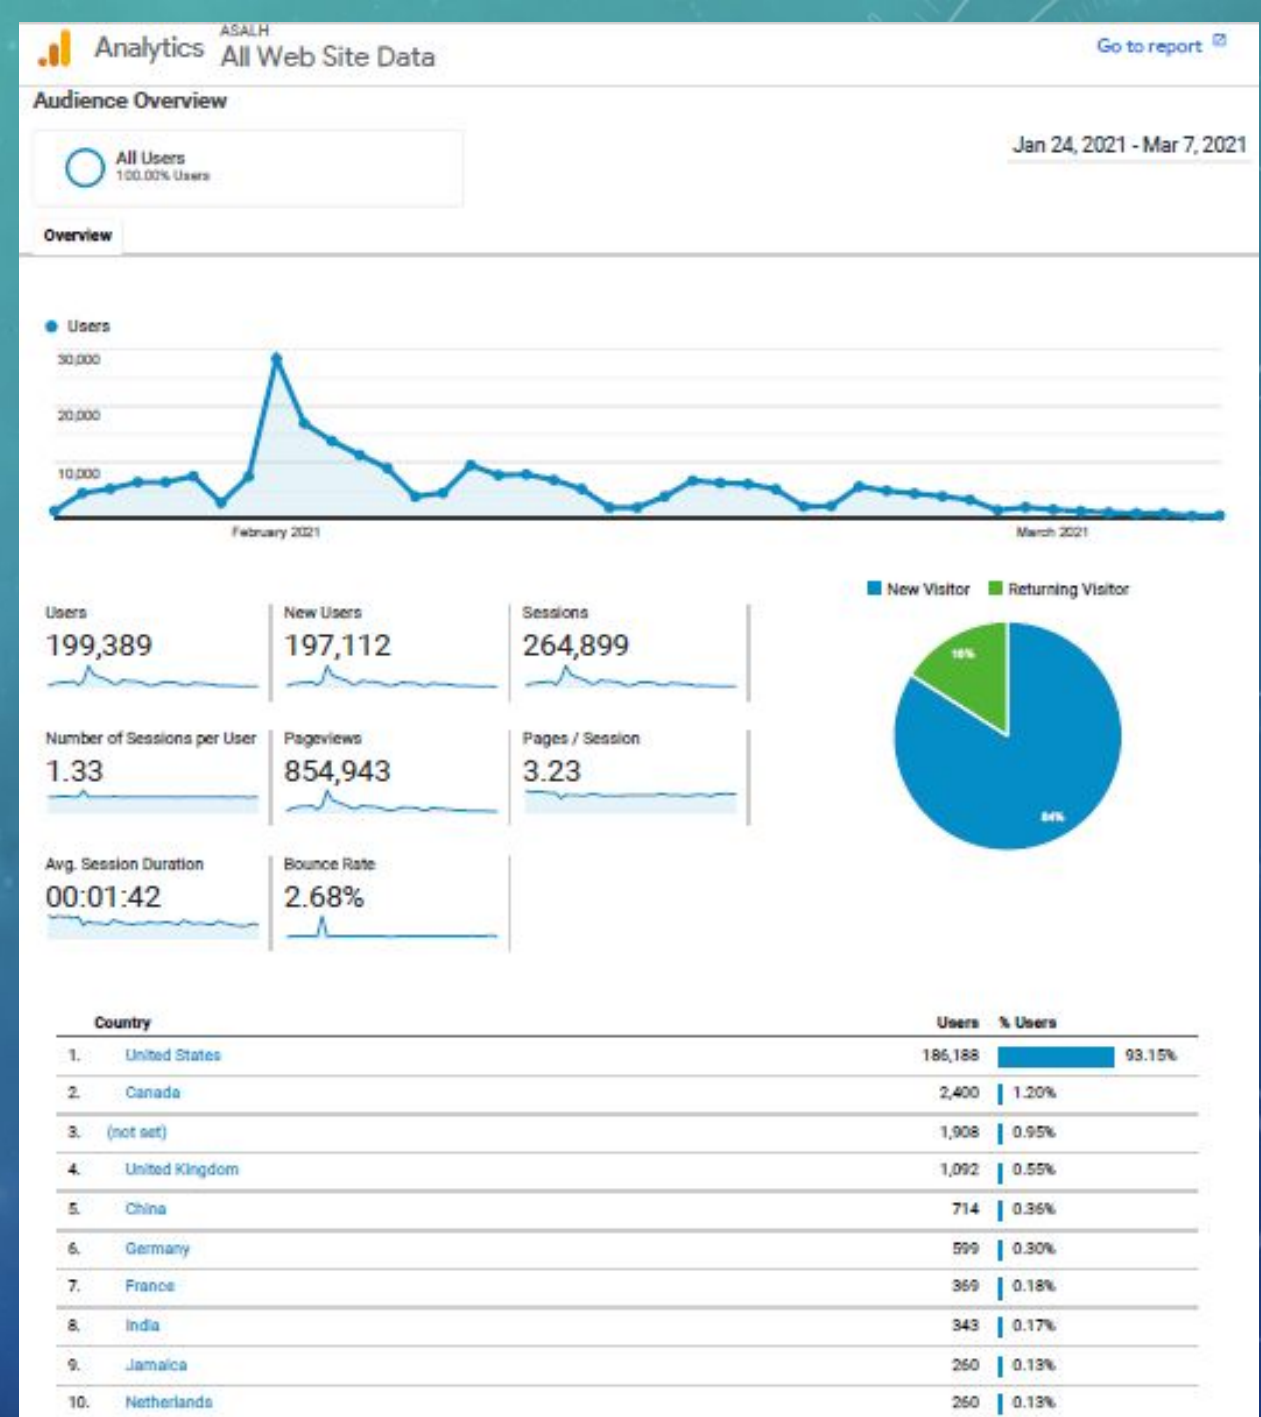 ASALH
Analytics All Web Site Data
Go to report
Audience Overview
All Users
100.00% Users
Jan 24, 2021 - Mar 7, 2021
Overview
Users
30,000
20,000
10,000
February 2021 March 2021
New Visitor Returning Visitor
16%
84%
Users New Users Sessions
199,389 197,112 264,899
Number of Sessions per User Pageviews Pages / Session
1.33 854,943 3.23
Avg. Session Duration Bounce Rate
00:01:42 2.68%
Country Users % Users
1. United States 186,188 93.15%
2. Canada 2,400 1.20%
3. (not set) 1,908 0.95%
4. United Kingdom 1,092 0.55%
5. China 714 0.36%
6. Germany 599 0.30%
7. France 369 0.18%
8. India 343 0.17%
9. Jamaica 260 0.13%
10. Netherlands 260 0.13%